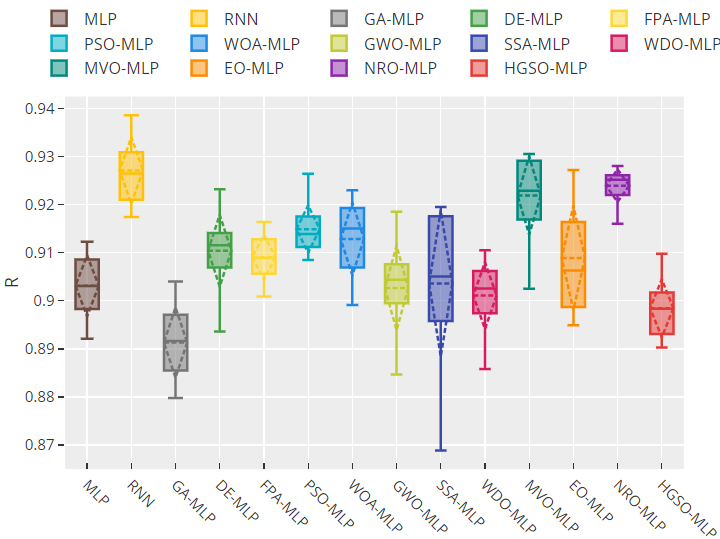 MLP RNN GA-MLP DE-MLP FPA-MLP
PSO-MLP WOA-MLP GWO-MLP SSA-MLP WDO-MLP
MVO-MLP EO-MLP NRO-MLP HGSO-MLP
0.94
0.93
0.92
0.91
0.9
0.89
0.88
0.87
R
MLP RNN GA-MLP DE-MLP FPA-MLP PSO-MLP WOA-MLP GWO-MLP SSA-MLP WDO-MLP MVO-MLP EO-MLP NRO-MLP HGSO-MLP